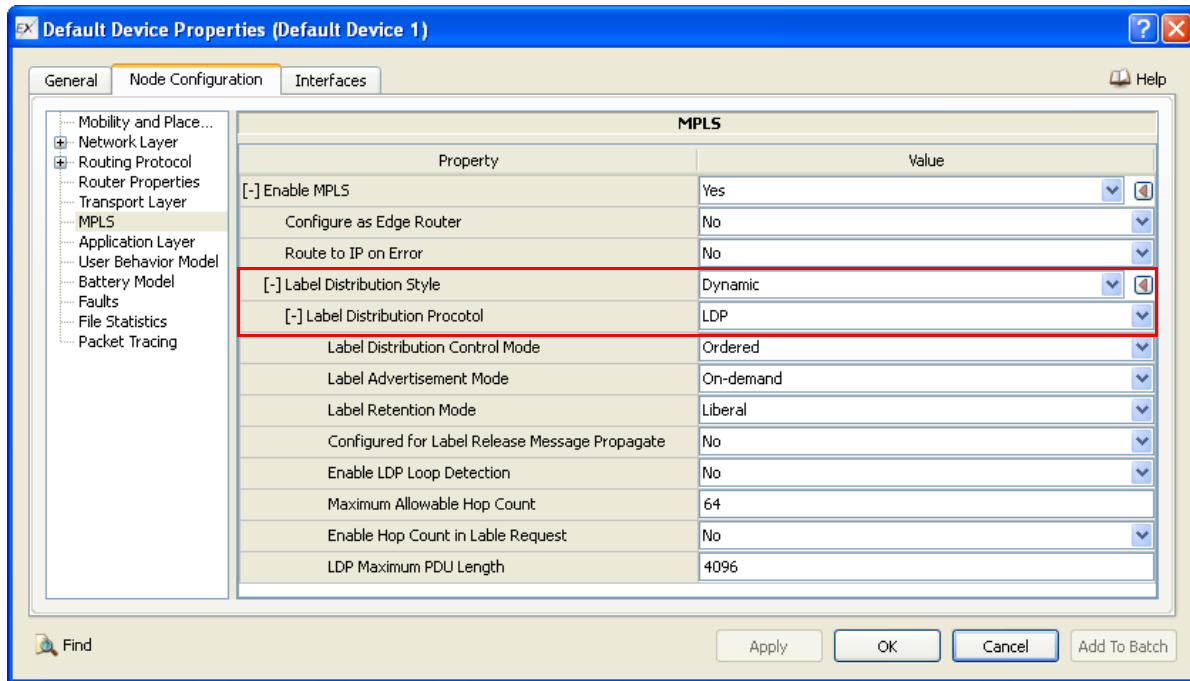 EX Default Device Properties (Default Device 1)
General Node Configuration Interfaces Help
Mobility and Place...
Network Layer
Routing Protocol
Router Properties
Transport Layer
MPLS
Application Layer
User Behavior Model
Battery Model
Faults
File Statistics
Packet Tracing
MPLS
Property Value
[-] Enable MPLS Yes
Configure as Edge Router No
Route to IP on Error No
[-] Label Distribution Style Dynamic
[-] Label Distribution Procotol LDP
Label Distribution Control Mode Ordered
Label Advertisement Mode On-demand
Label Retention Mode Liberal
Configured for Label Release Message Propagate No
Enable LDP Loop Detection No
Maximum Allowable Hop Count 64
Enable Hop Count in Lable Request No
LDP Maximum PDU Length 4096
Find Apply OK Cancel Add To Batch